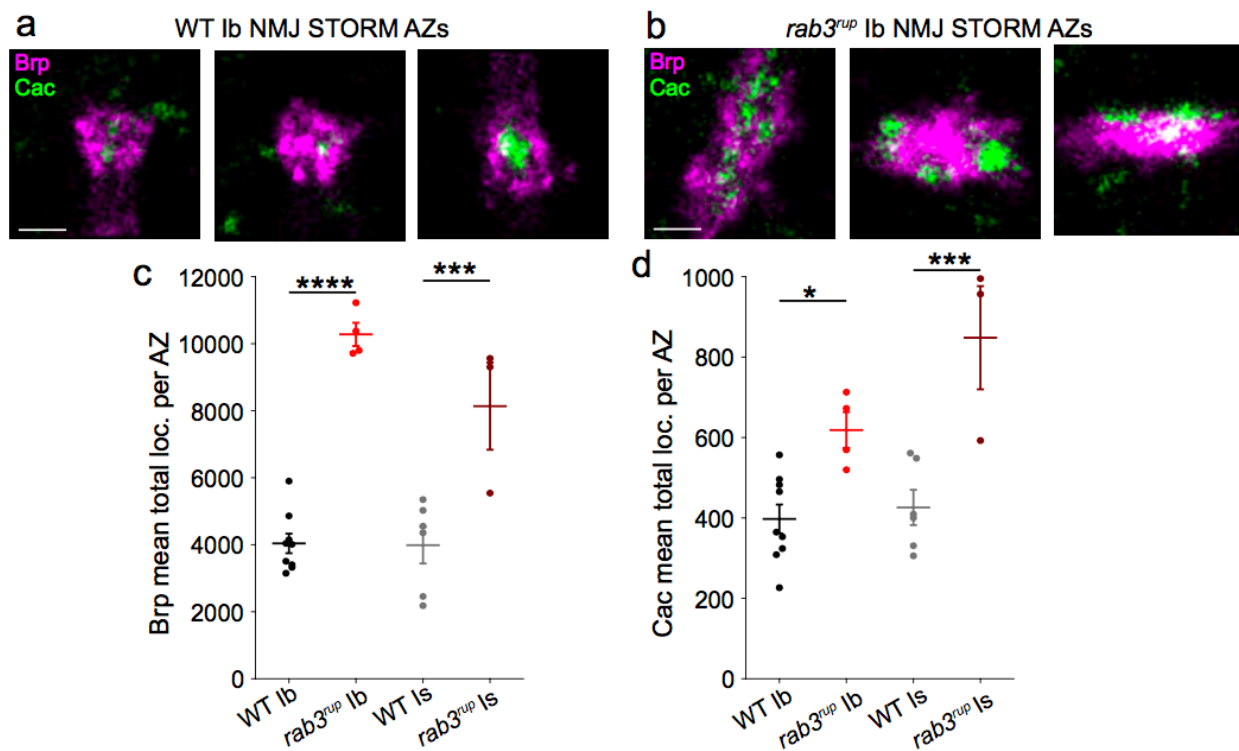 a WT Ib NMJ STORM AZs
Brp
Cac
b rab3rup Ib NMJ STORM AZs
Brp
Cac
c
Brp mean total loc. per AZ
12000
10000
8000
6000
4000
2000
0
****
***
WT Ib
rab3rup Ib
WT Is
rab3rup Is
d
Cac mean total loc. per AZ
1000
800
600
400
200
0
*
***
WT Ib
rab3rup Ib
WT Is
rab3rup Is